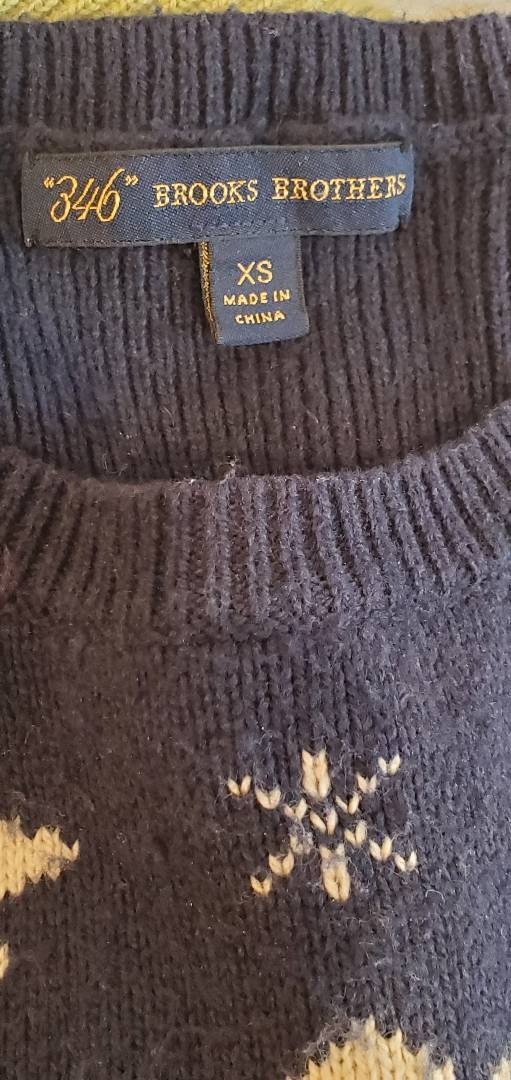 "346" BROOKS BROTHERS
XS
MADE IN
CHINA